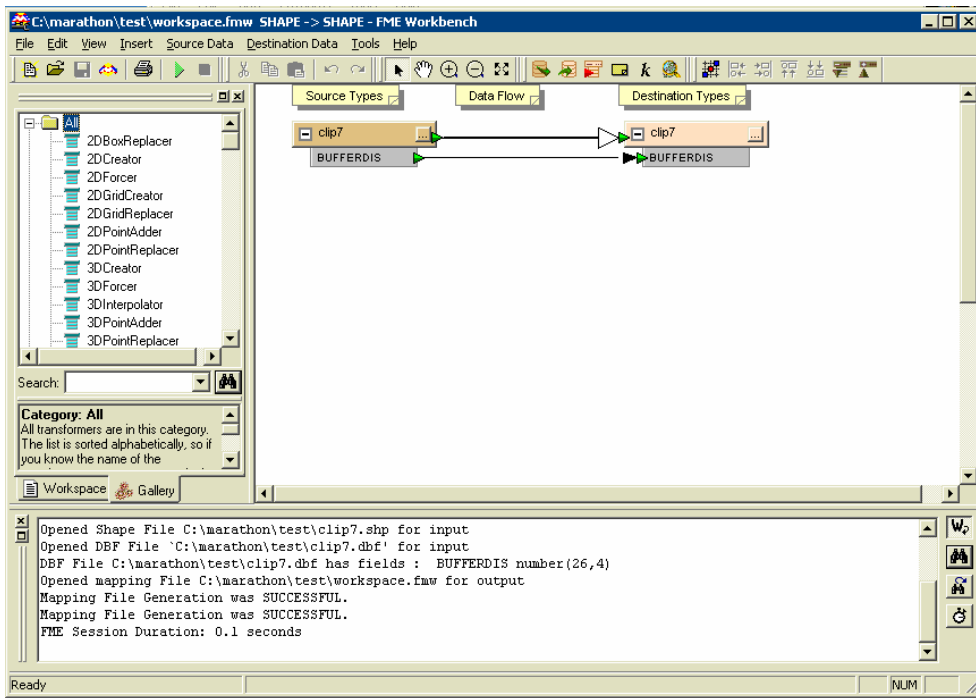 C:\marathon\test\workspace.fmw SHAPE -> SHAPE - FME Workbench
File Edit View Insert Source Data Destination Data Tools Help
Source Types
Data Flow
Destination Types
All
2DBoxReplacer
2DCreator
2DForcer
2DGridCreator
2DGridReplacer
2DPointAdder
2DPointReplacer
3DCreator
3DForcer
3DInterpolator
3DPointAdder
3DPointReplacer
clip7 ...
BUFFERDIS
clip7 ...
BUFFERDIS
Search:
Category: All
All transformers are in this category.
The list is sorted alphabetically, so if
you know the name of the
Workspace Gallery
Opened Shape File C:\marathon\test\clip7.shp for input
Opened DBF File `C:\marathon\test\clip7.dbf' for input
DBF File C:\marathon\test\clip7.dbf has fields : BUFFERDIS number(26,4)
Opened mapping File C:\marathon\test\workspace.fmw for output
Mapping File Generation was SUCCESSFUL.
Mapping File Generation was SUCCESSFUL.
FME Session Duration: 0.1 seconds
Ready
NUM